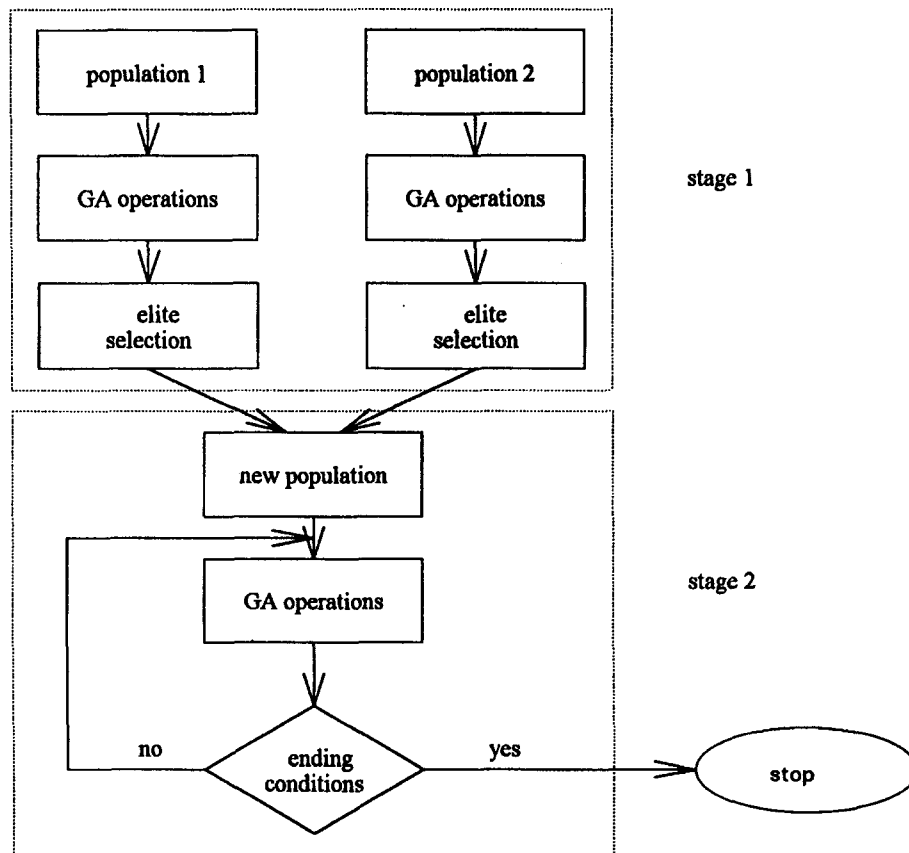 population 1
population 2
GA operations
GA operations
stage 1
elite
selection
elite
selection
new population
GA operations
stage 2
no
ending
conditions
yes
stop